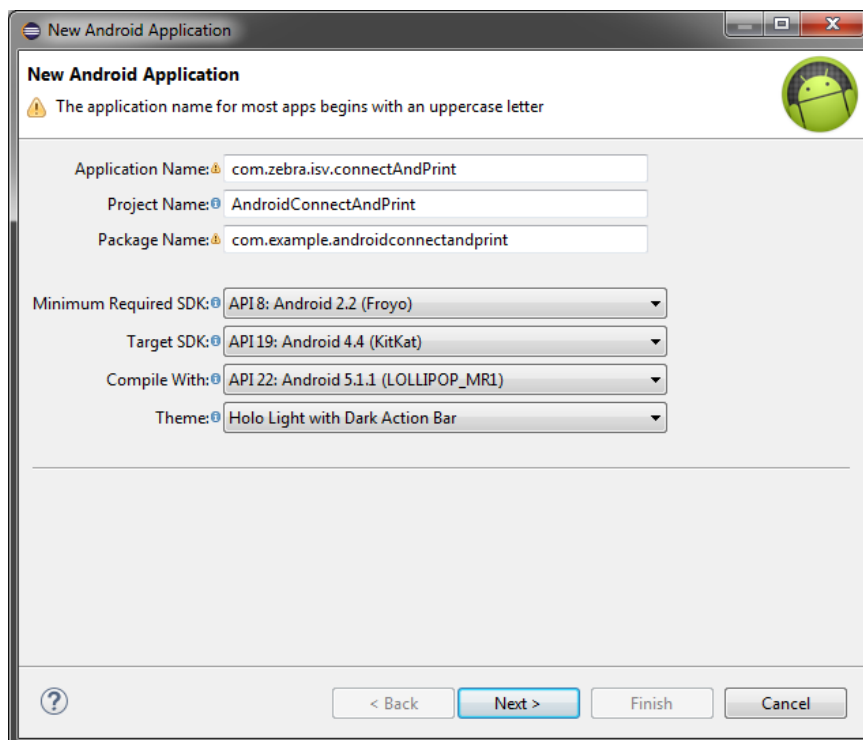 New Android Application
New Android Application
The application name for most apps begins with an uppercase letter
Application Name: com.zebra.isv.connectAndPrint
Project Name: AndroidConnectAndPrint
Package Name: com.example.androidconnectandprint
Minimum Required SDK: API 8: Android 2.2 (Froyo)
Target SDK: API 19: Android 4.4 (KitKat)
Compile With: API 22: Android 5.1.1 (LOLLIPOP_MR1)
Theme: Holo Light with Dark Action Bar
? < Back Next > Finish Cancel